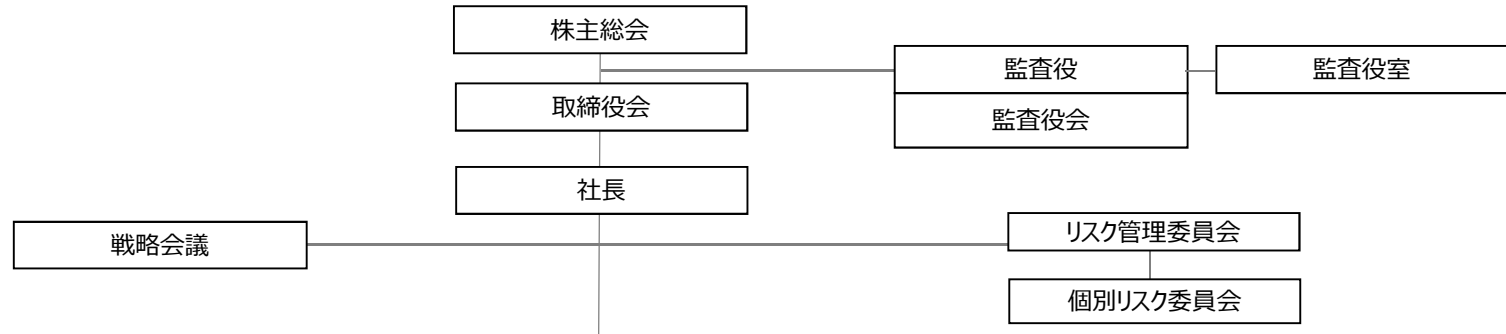 株主総会
監査役
監査役室
取締役会
監査役会
社長
戦略会議
リスク管理委員会
個別リスク委員会